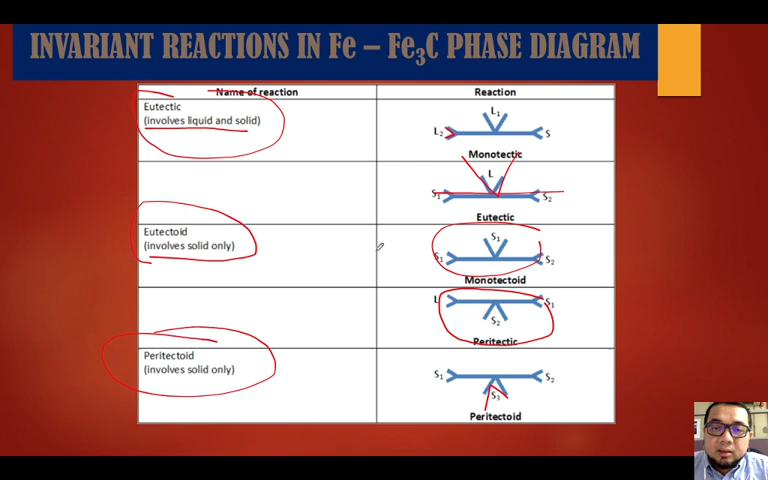 INVARIANT REACTIONS IN Fe – Fe₃C PHASE DIAGRAM
Name of reaction
Reaction
Eutectic
(involves liquid and solid)
L₁
L₂
S
Monotectic
L
S₁
S₂
Eutectic
Eutectoid
(involves solid only)
S₁
S₁
S₂
Monotectoid
L
S₁
S₂
Peritectic
Peritectoid
(involves solid only)
S₁
S₂
S₃
Peritectoid